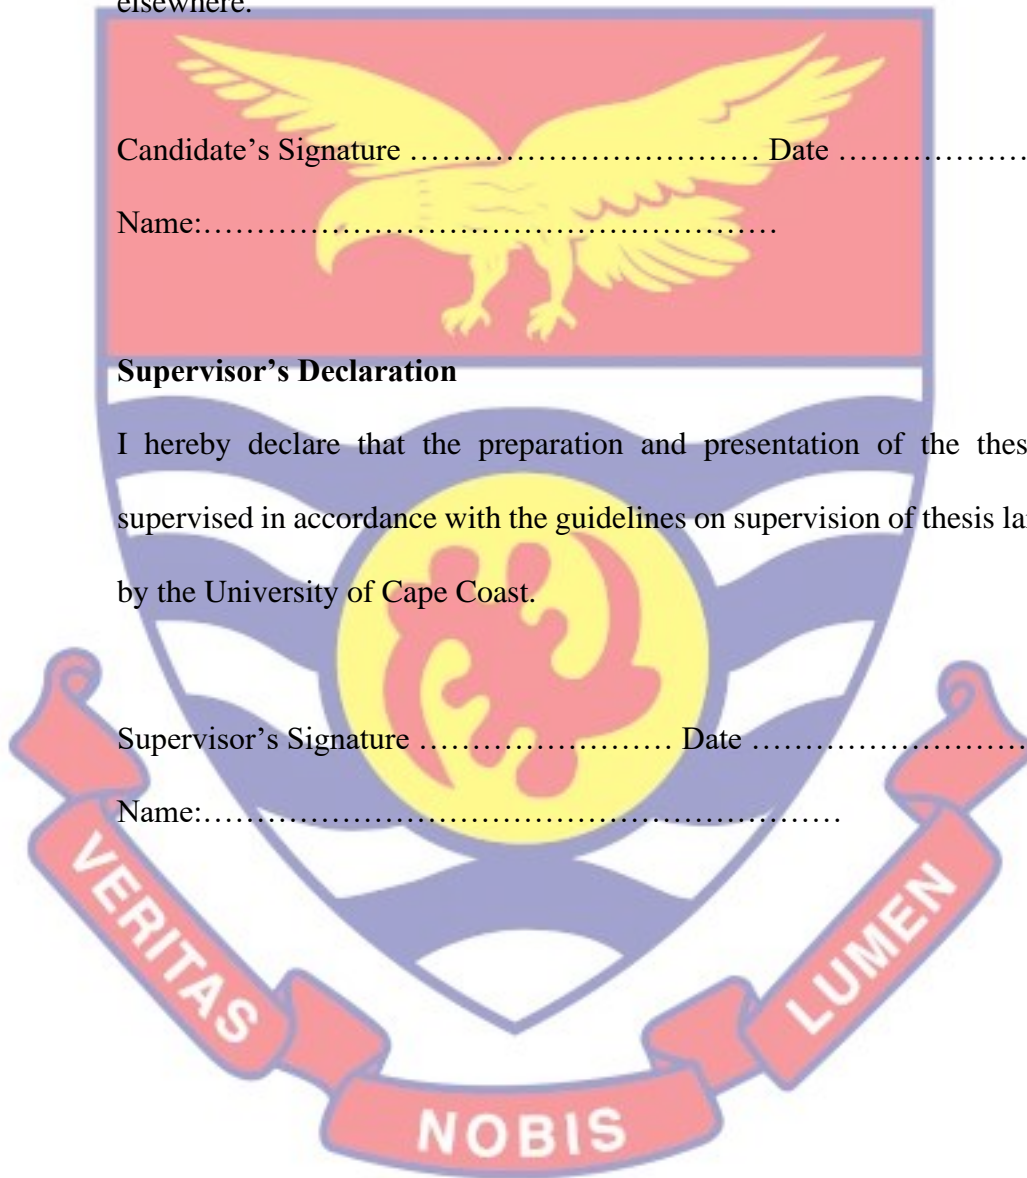 elsewhere.
Candidate’s Signature …………………………… Date ………………
Name:………………………………………………
Supervisor’s Declaration
I hereby declare that the preparation and presentation of the thes
supervised in accordance with the guidelines on supervision of thesis la
by the University of Cape Coast.
Supervisor’s Signature …………………… Date ………………………
Name:……………………………………………………
VERITAS
NOBIS
LUMEN